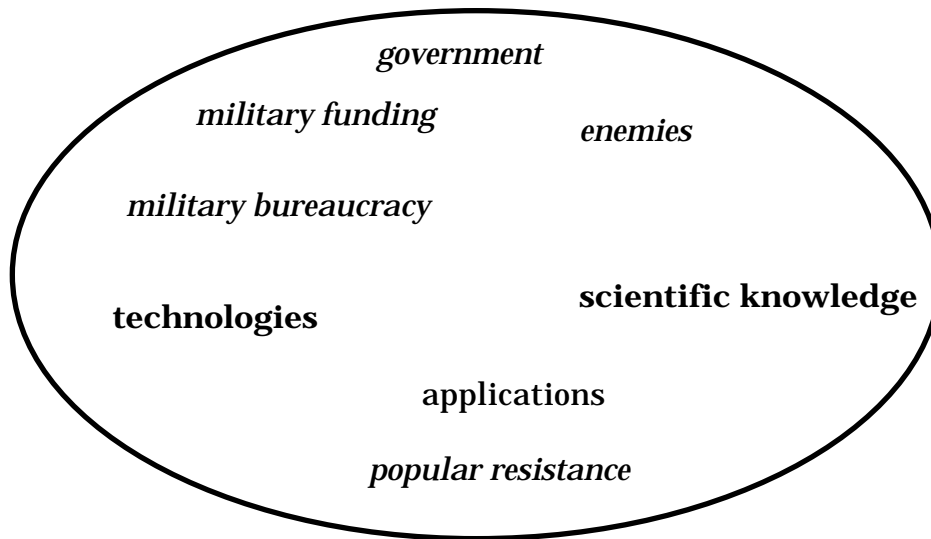 government
military funding
enemies
military bureaucracy
scientific knowledge
technologies
applications
popular resistance